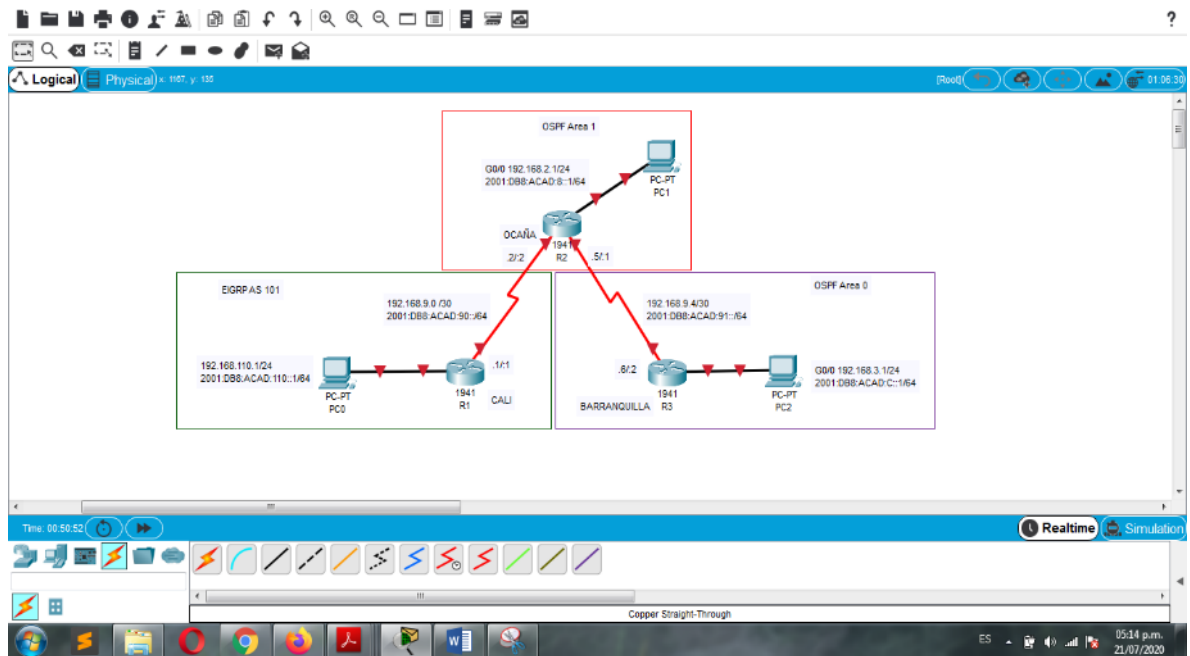 ?
Logical
Physical
x: 1167, y: 135
[Root]
01:06:30
OSPF Area 1
G0/0 192.168.2.1/24
2001:DB8:ACAD:B::1/64
PC-PT
PC1
OCAÑA
1941
.2/:2
R2
.5/:1
EIGRP AS 101
OSPF Area 0
192.168.9.0 /30
2001:DB8:ACAD:90::/64
192.168.9.4/30
2001:DB8:ACAD:91::/64
192.168.110.1/24
2001:DB8:ACAD:110::1/64
.1/:1
.6/:2
G0/0 192.168.3.1/24
2001:DB8:ACAD:C::1/64
PC-PT
PC0
1941
R1
CALI
BARRANQUILLA
1941
R3
PC-PT
PC2
Time: 00:50:52
Realtime
Simulation
Copper Straight-Through
ES
05:14 p.m.
21/07/2020